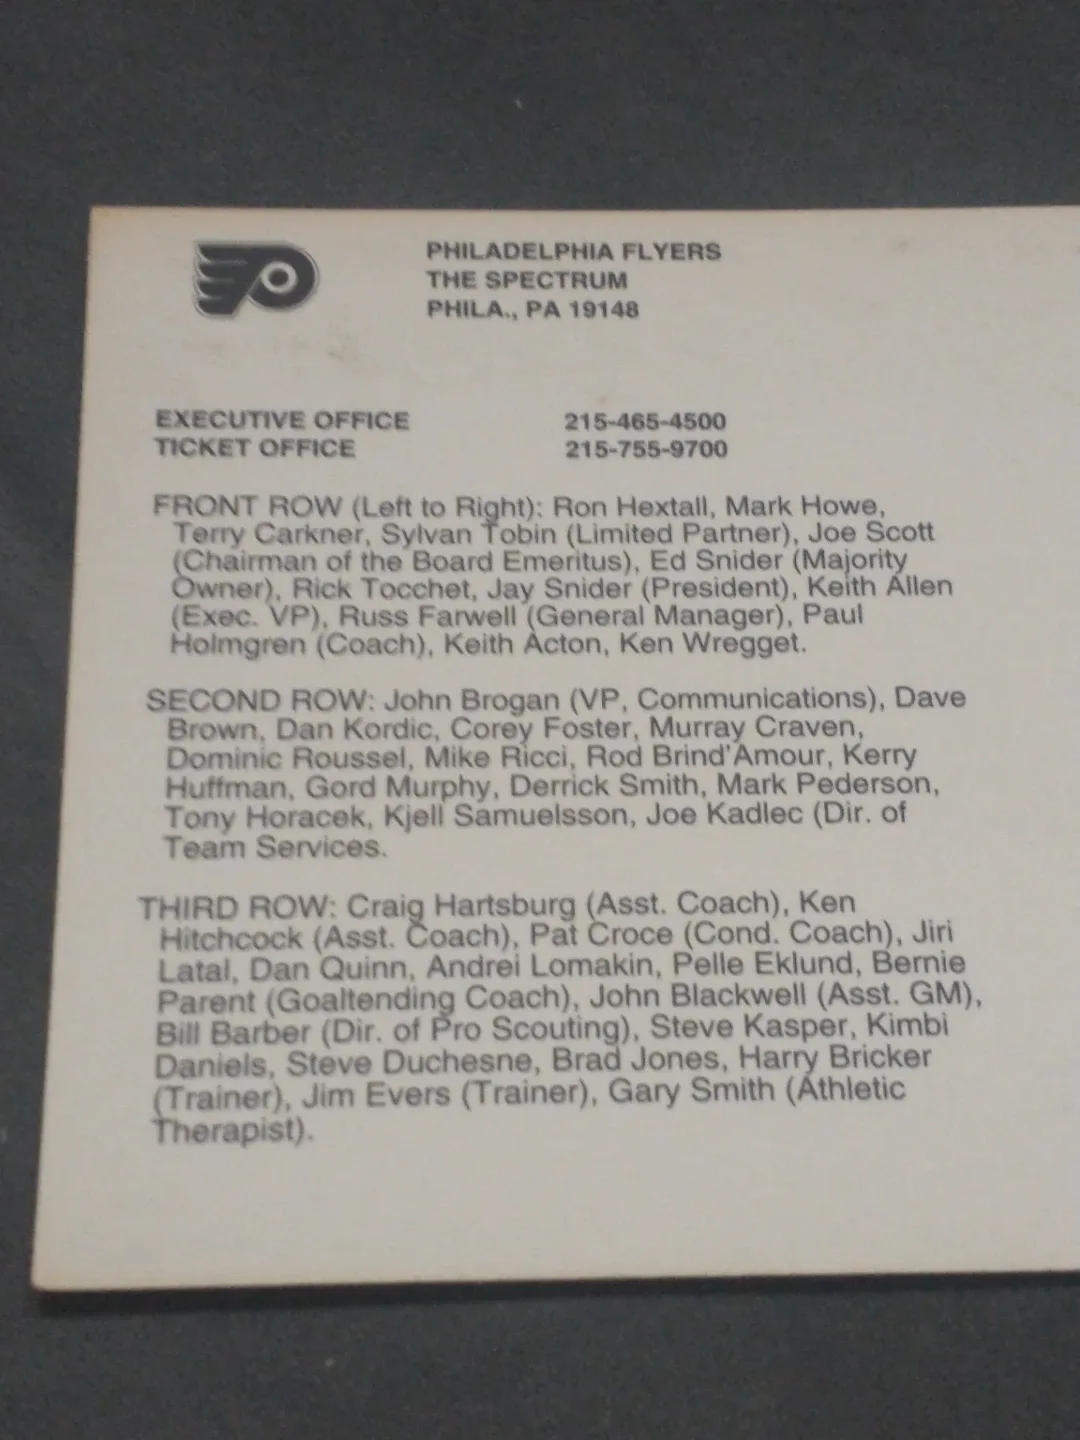 PHILADELPHIA FLYERS
THE SPECTRUM
PHILA., PA 19148
EXECUTIVE OFFICE 215-465-4500
TICKET OFFICE 215-755-9700
FRONT ROW (Left to Right): Ron Hextall, Mark Howe,
Terry Carkner, Sylvan Tobin (Limited Partner), Joe Scott
(Chairman of the Board Emeritus), Ed Snider (Majority
Owner), Rick Tocchet, Jay Snider (President), Keith Allen
(Exec. VP), Russ Farwell (General Manager), Paul
Holmgren (Coach), Keith Acton, Ken Wregget.
SECOND ROW: John Brogan (VP, Communications), Dave
Brown, Dan Kordic, Corey Foster, Murray Craven,
Dominic Roussel, Mike Ricci, Rod Brind'Amour, Kerry
Huffman, Gord Murphy, Derrick Smith, Mark Pederson,
Tony Horacek, Kjell Samuelsson, Joe Kadlec (Dir. of
Team Services.
THIRD ROW: Craig Hartsburg (Asst. Coach), Ken
Hitchcock (Asst. Coach), Pat Croce (Cond. Coach), Jiri
Latal, Dan Quinn, Andrei Lomakin, Pelle Eklund, Bernie
Parent (Goaltending Coach), John Blackwell (Asst. GM),
Bill Barber (Dir. of Pro Scouting), Steve Kasper, Kimbi
Daniels, Steve Duchesne, Brad Jones, Harry Bricker
(Trainer), Jim Evers (Trainer), Gary Smith (Athletic
Therapist).